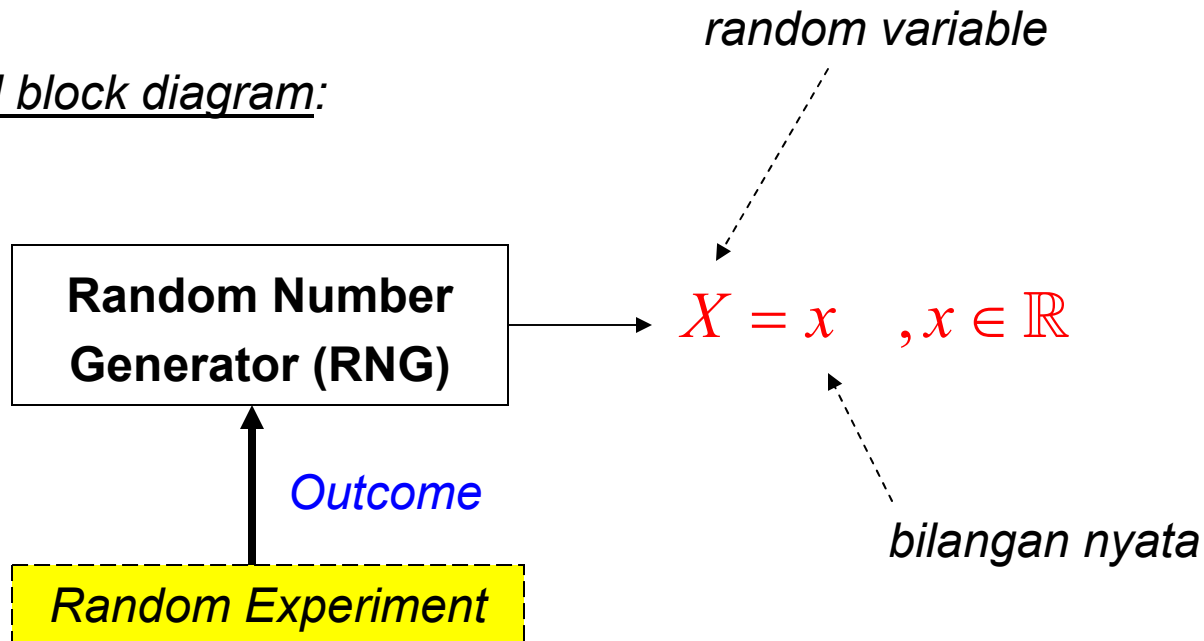 random variable
block diagram:
Random Number
Generator (RNG)
X = x , x ∈ ℝ
Outcome
bilangan nyata
Random Experiment